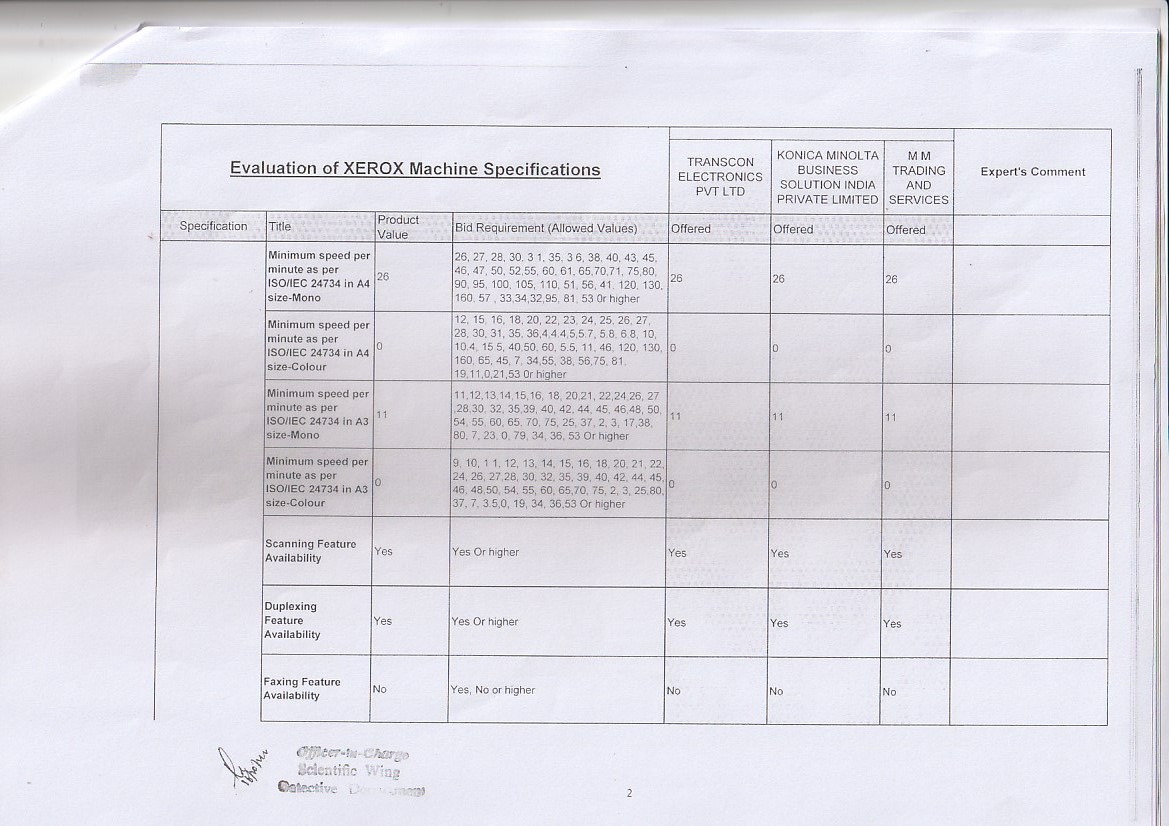 Evaluation of XEROX Machine Specifications
TRANSCON
ELECTRONICS
PVT LTD
KONICA MINOLTA
BUSINESS
SOLUTION INDIA
PRIVATE LIMITED
M M
TRADING
AND
SERVICES
Expert's Comment
Specification
Title
Product
Value
Bid Requirement (Allowed Values)
Offered
Offered
Offered
Minimum speed per
minute as per
ISO/IEC 24734 in A4
size-Mono
26
26, 27, 28, 30, 3 1, 35, 3 6, 38, 40, 43, 45,
46, 47, 50, 52,55, 60, 61, 65,70,71, 75,80,
90, 95, 100, 105, 110, 51, 56, 41, 120, 130,
160, 57 , 33,34,32,95, 81, 53 0r higher
26
26
26
Minimum speed per
minute as per
ISO/IEC 24734 in A4
size-Colour
0
12, 15, 16, 18, 20, 22, 23, 24, 25, 26, 27,
28, 30, 31, 35, 36,4,4.4,5,5.7, 5.8, 6.8, 10,
10.4, 15.5, 40,50, 60, 5.5, 11, 46, 120, 130,
160, 65, 45, 7, 34,55, 38, 56,75, 81,
19,11,0,21,53 0r higher
0
0
0
Minimum speed per
minute as per
ISO/IEC 24734 in A3
size-Mono
11
11,12,13,14,15,16, 18, 20,21, 22,24,26, 27
,28,30, 32, 35,39, 40, 42, 44, 45, 46,48, 50,
54, 55, 60, 65, 70, 75, 25, 37, 2, 3, 17,38,
80, 7, 23, 0, 79, 34, 36, 53 Or higher
11
11
11
Minimum speed per
minute as per
ISO/IEC 24734 in A3
size-Colour
0
9, 10, 1 1, 12, 13, 14, 15, 16, 18, 20, 21, 22,
24, 26, 27,28, 30, 32, 35, 39, 40, 42, 44, 45,
46, 48,50, 54, 55, 60, 65,70, 75, 2, 3, 25,80,
37, 7, 3.5,0, 19, 34, 36,53 Or higher
0
0
0
Scanning Feature
Availability
Yes
Yes Or higher
Yes
Yes
Yes
Duplexing
Feature
Availability
Yes
Yes Or higher
Yes
Yes
Yes
Faxing Feature
Availability
No
Yes, No or higher
No
No
No
Officer-in-Charge
Scientific Wing
Detective
2